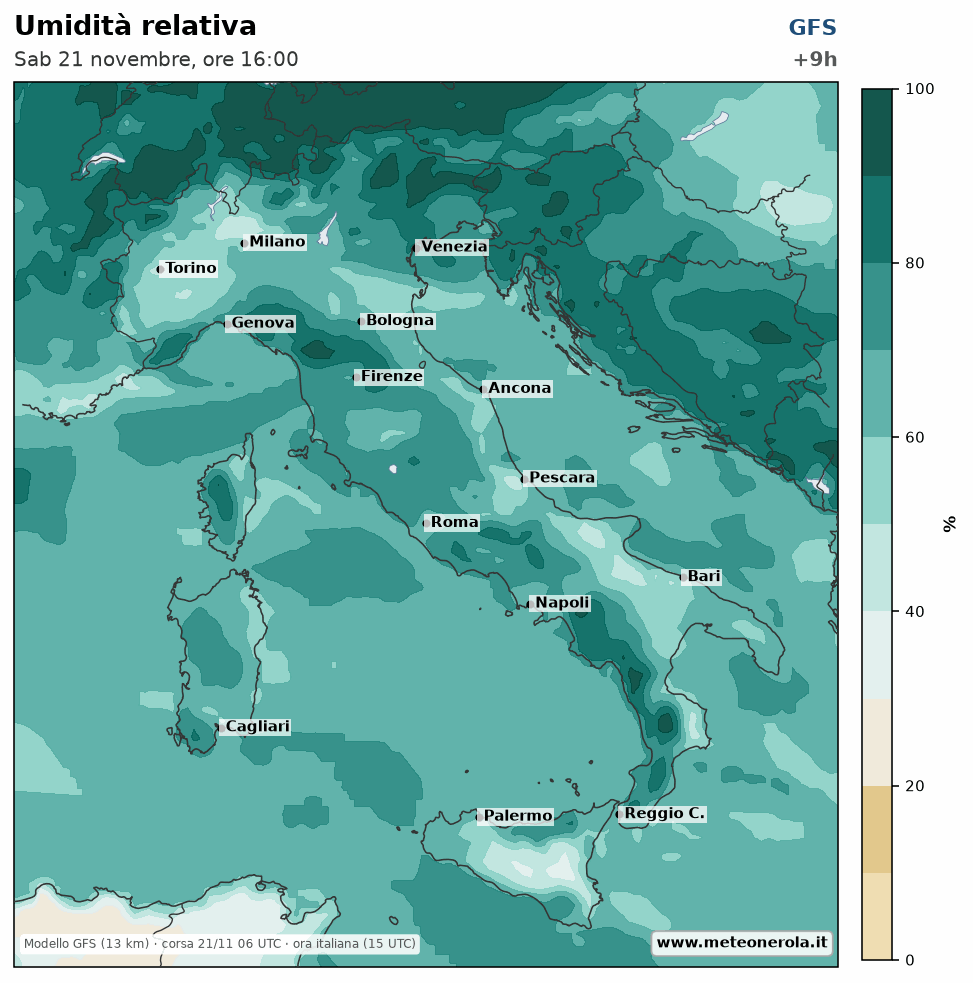 Umidità relativa
GFS
Sab 21 novembre, ore 16:00
+9h
100
80
60
40
20
0
%
Milano
Venezia
Torino
Genova
Bologna
Firenze
Ancona
Pescara
Roma
Bari
Napoli
Cagliari
Palermo
Reggio C.
Modello GFS (13 km) · corsa 21/11 06 UTC · ora italiana (15 UTC)
www.meteonerola.it